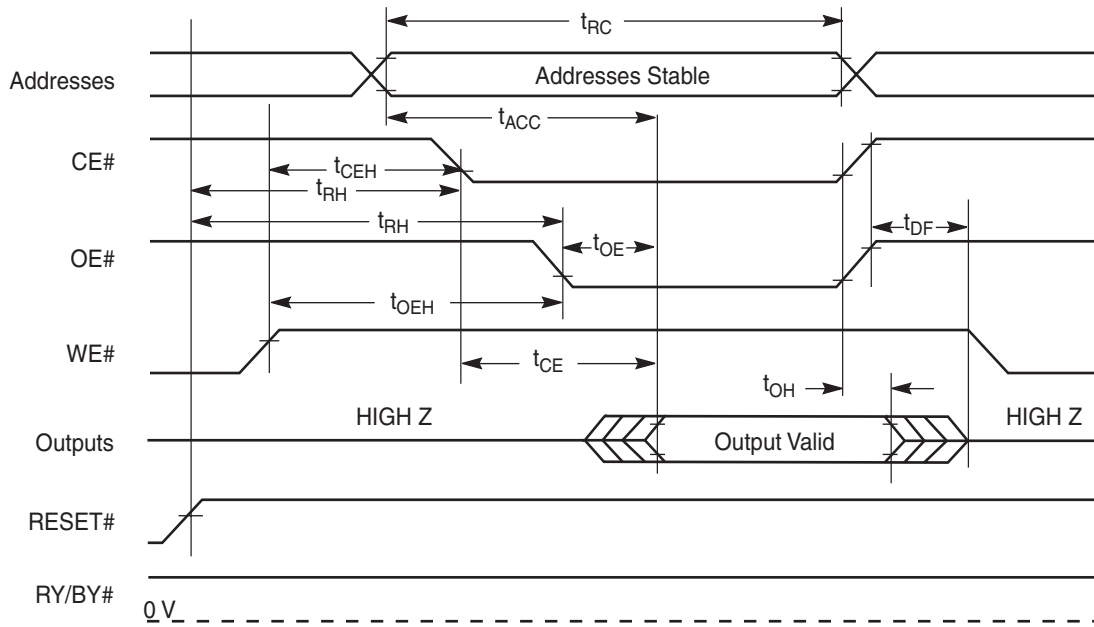 tRC
Addresses
Addresses Stable
tACC
CE#
tCEH
tRH
tRH
tDF
OE#
tOE
tOEH
WE#
tCE
tOH
HIGH Z
HIGH Z
Outputs
Output Valid
RESET#
RY/BY#
0 V